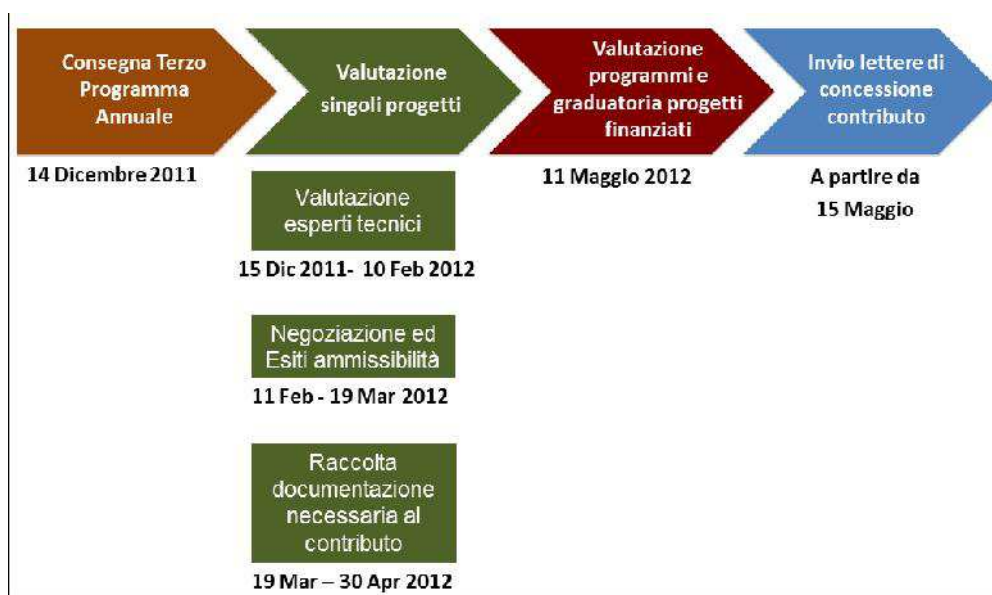 Consegna Terzo
Programma
Annuale
14 Dicembre 2011
Valutazione
singoli progetti
Valutazione
esperti tecnici
15 Dic 2011- 10 Feb 2012
Negoziazione ed
Esiti ammissibilità
11 Feb - 19 Mar 2012
Raccolta
documentazione
necessaria al
contributo
19 Mar – 30 Apr 2012
Valutazione
programmi e
graduatoria progetti
finanziati
11 Maggio 2012
Invio lettere di
concessione
contributo
A partire da
15 Maggio